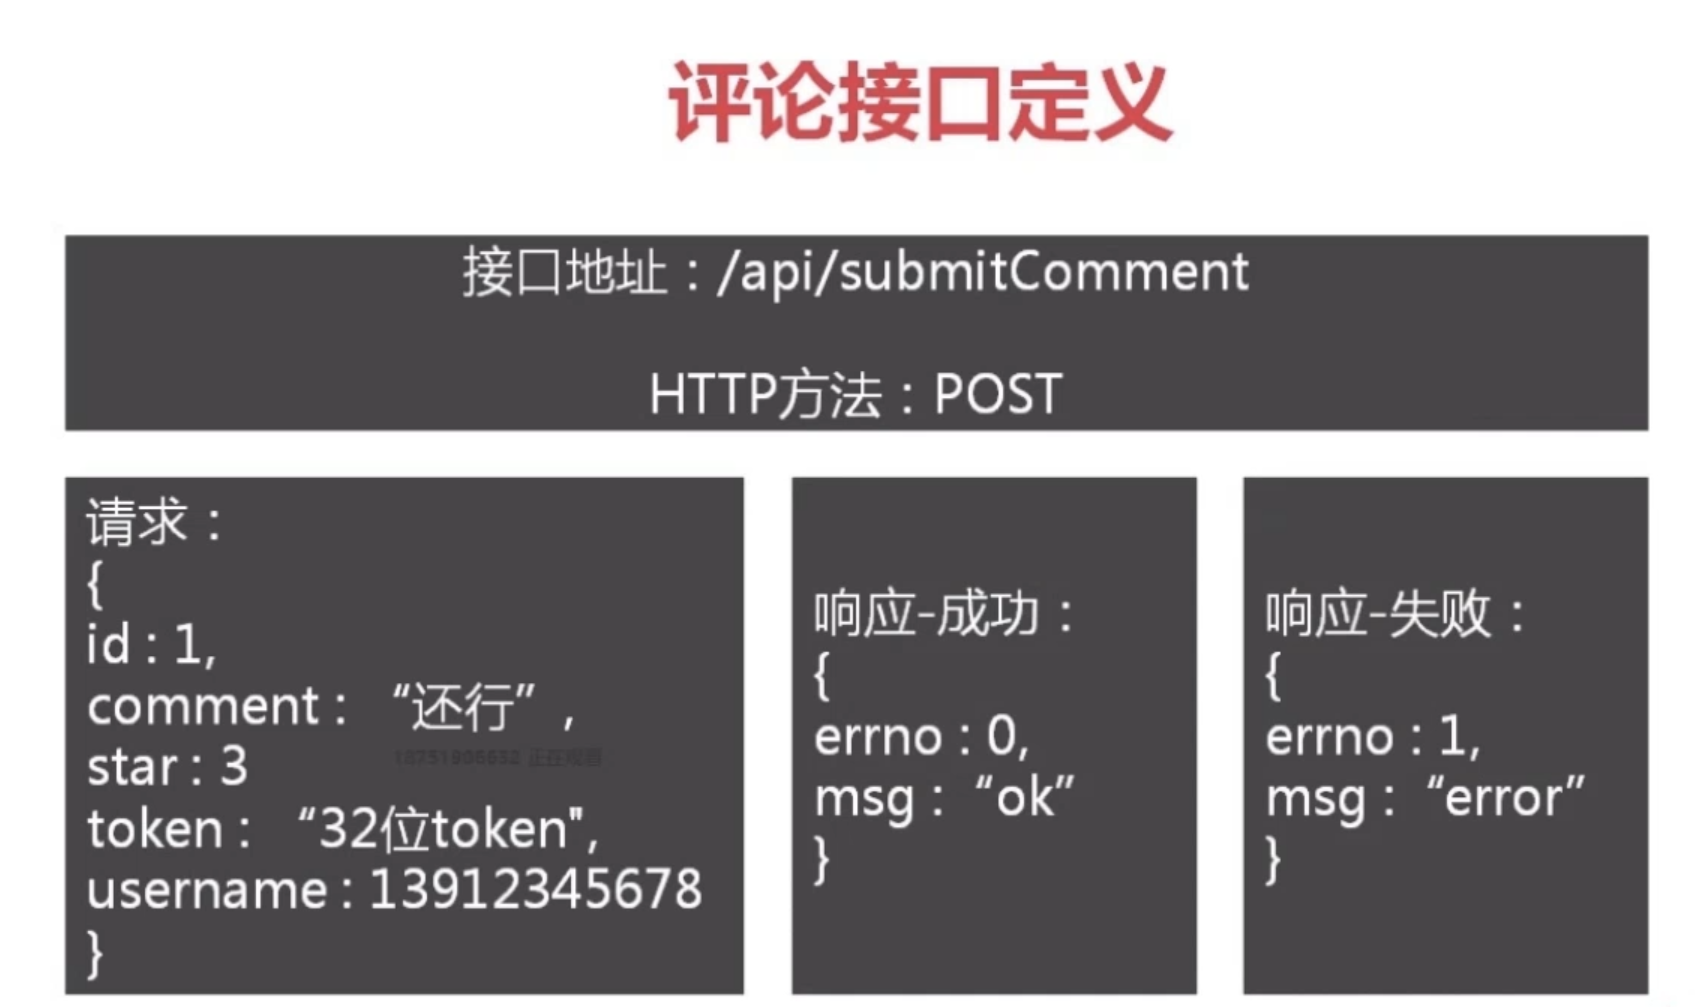 评论接口定义
接口地址：/api/submitComment
HTTP方法：POST
请求：
{
id : 1,
comment : “还行” ,
star : 3
token : “32位token",
username : 13912345678
}
响应-成功：
{
errno : 0,
msg : “ok”
}
响应-失败：
{
errno : 1,
msg : “error”
}